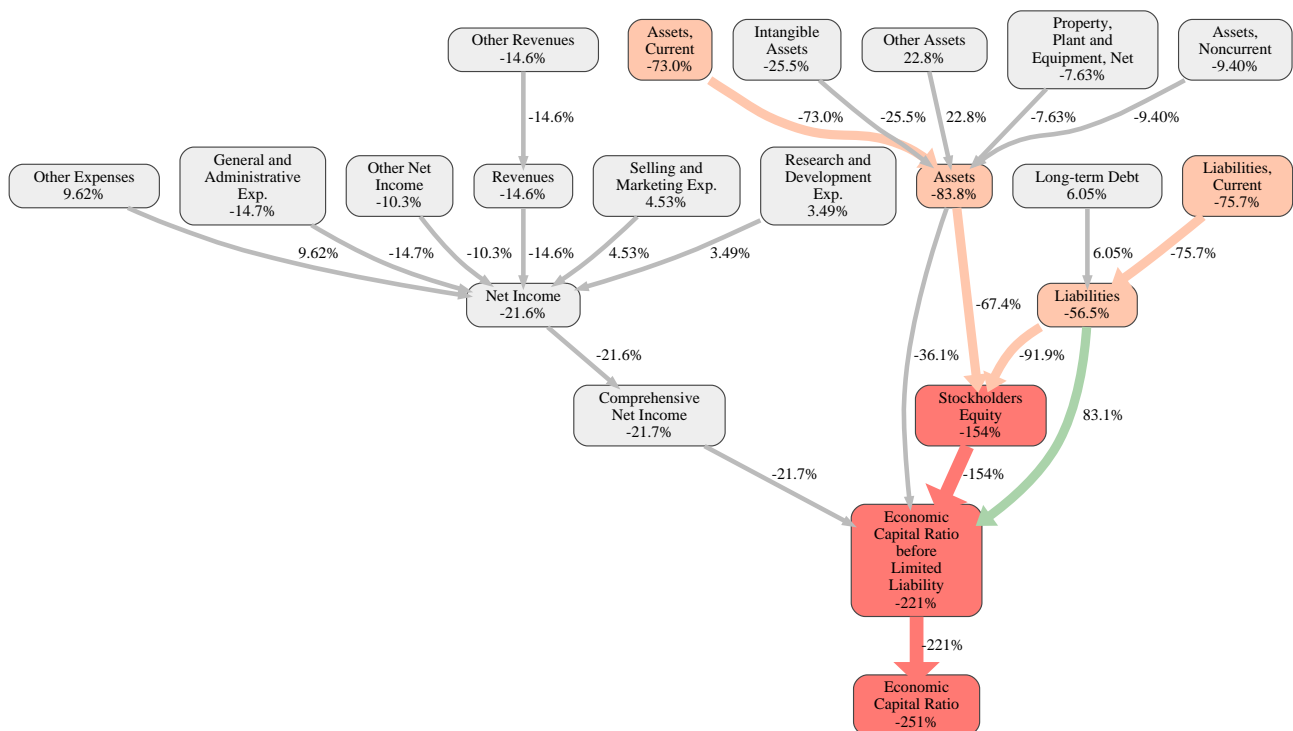 Other Revenues
-14.6%
Assets,
Current
-73.0%
Intangible
Assets
-25.5%
Other Assets
22.8%
Property,
Plant and
Equipment, Net
-7.63%
Assets,
Noncurrent
-9.40%
-14.6%
-73.0%
-25.5%
22.8%
-7.63%
-9.40%
Other Expenses
9.62%
General and
Administrative
Exp.
-14.7%
Other Net
Income
-10.3%
Revenues
-14.6%
Selling and
Marketing Exp.
4.53%
Research and
Development
Exp.
3.49%
Assets
-83.8%
Long-term Debt
6.05%
Liabilities,
Current
-75.7%
9.62%
-14.7%
-10.3%
-14.6%
4.53%
3.49%
6.05%
-75.7%
Net Income
-21.6%
Liabilities
-56.5%
-67.4%
-21.6%
-36.1%
-91.9%
Comprehensive
Net Income
-21.7%
Stockholders
Equity
-154%
83.1%
-21.7%
-154%
Economic
Capital Ratio
before
Limited
Liability
-221%
-221%
Economic
Capital Ratio
-251%